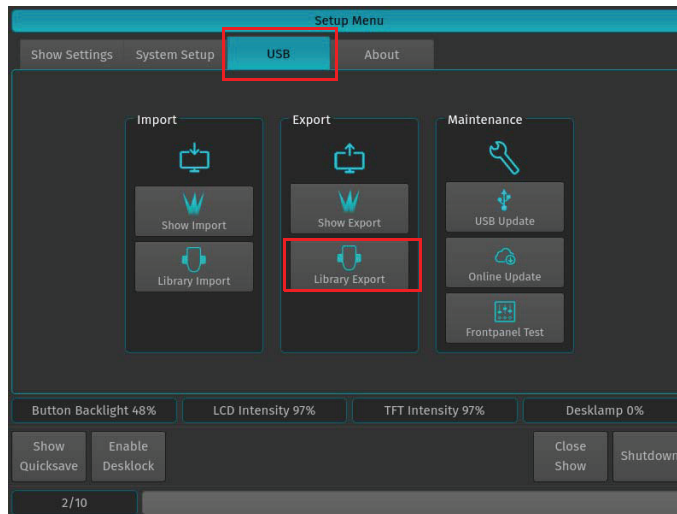 Setup Menu
Show Settings System Setup USB About
Import Export Maintenance
Show Import Show Export USB Update
Library Import Library Export Online Update
Frontpanel Test
Button Backlight 48% LCD Intensity 97% TFT Intensity 97% Desklamp 0%
Show Quicksave
Enable Desklock
Close Show
Shutdown
2/10